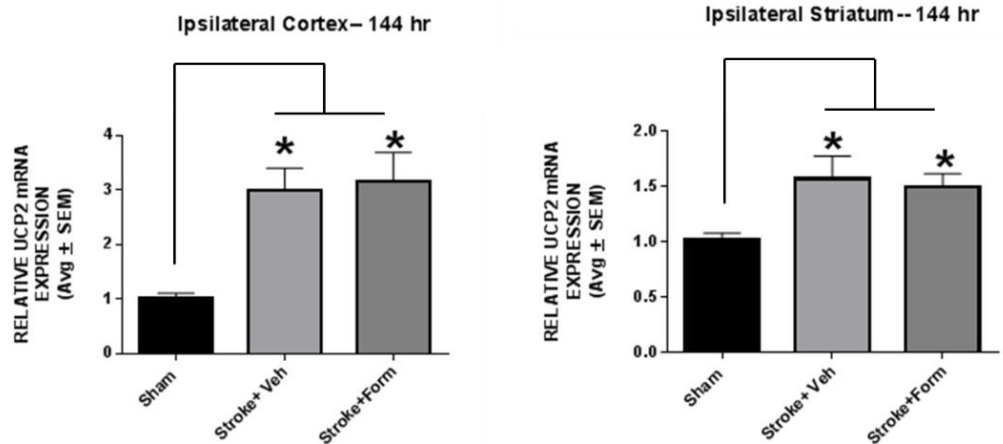 Ipsilateral Cortex– 144 hr
RELATIVE UCP2 mRNA
EXPRESSION
(Avg ± SEM)
4
3
2
1
0
*
*
Sham
Stroke+ Veh
Stroke+Form
Ipsilateral Striatum-- 144 hr
RELATIVE UCP2 mRNA
EXPRESSION
(Avg ± SEM)
2.0
1.5
1.0
0.5
0.0
*
*
Sham
Stroke+ Veh
Stroke+Form